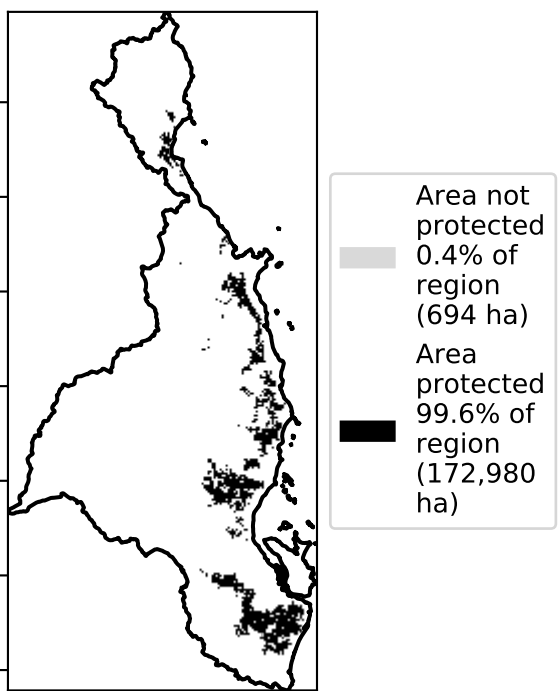 Area not
protected
0.4% of
region
(694 ha)
Area
protected
99.6% of
region
(172,980
ha)